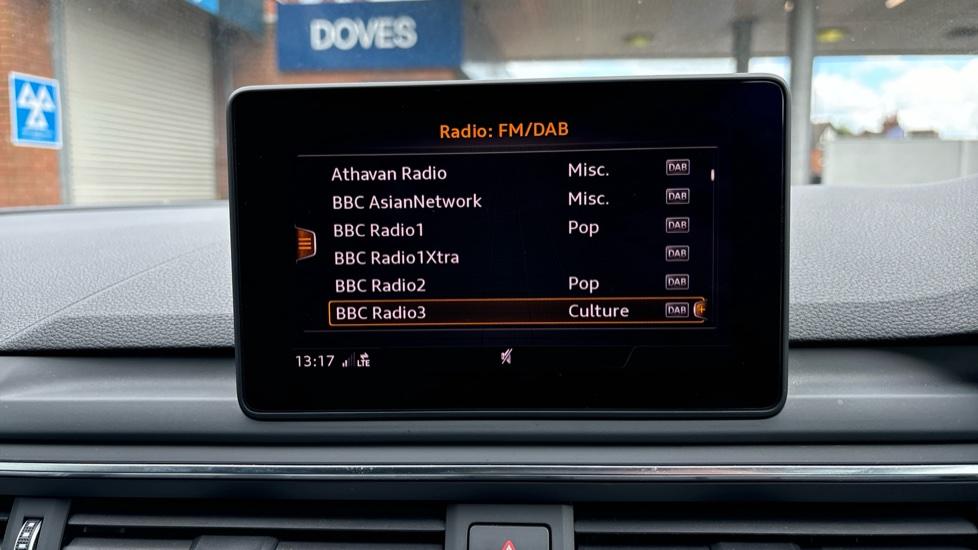 DOVES
Radio: FM/DAB
Athavan Radio Misc. DAB
BBC AsianNetwork Misc. DAB
BBC Radio1 Pop DAB
BBC Radio1Xtra DAB
BBC Radio2 Pop DAB
BBC Radio3 Culture DAB +
13:17 LTE